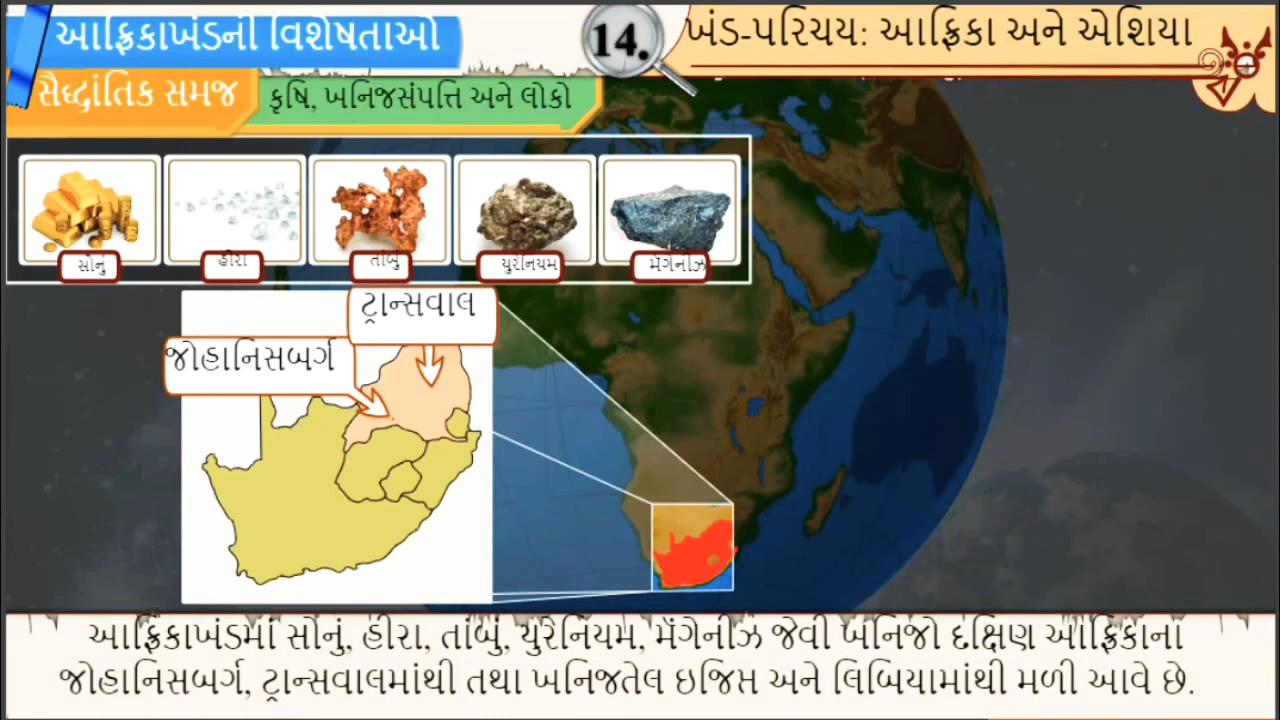 આફ્રિકાખંડની વિશેષતાઓ
14.
ખંડ-પરિચય: આફ્રિકા અને એશિયા
સૈદ્ધાંતિક સમજ
કૃષિ, ખનિજસંપત્તિ અને લોકો
સોનું
હીરા
તાંબું
યુરેનિયમ
મેંગેનીઝ
ટ્રાન્સવાલ
જોહાનિસબર્ગ
આફ્રિકાખંડમાં સોનું, હીરા, તાંબું, યુરેનિયમ, મેંગેનીઝ જેવી ખનિજો દક્ષિણ આફ્રિકાના
જોહાનિસબર્ગ, ટ્રાન્સવાલમાંથી તથા ખનિજતેલ ઇજિપ્ત અને લિબિયામાંથી મળી આવે છે.